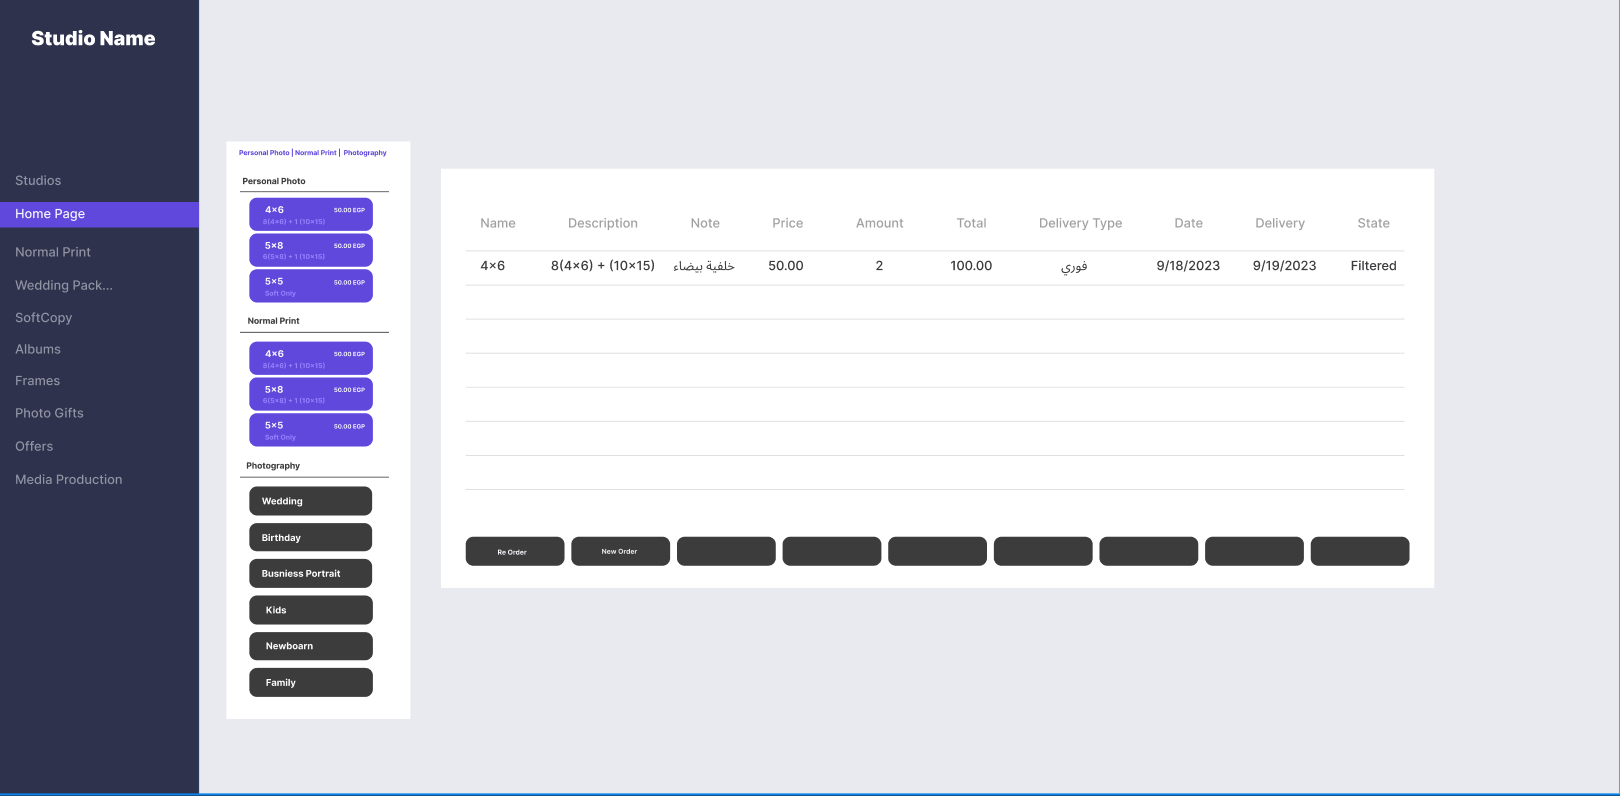 Studio Name
Studios
Home Page
Normal Print
Wedding Pack...
SoftCopy
Albums
Frames
Photo Gifts
Offers
Media Production
Personal Photo | Normal Print | Photography
Personal Photo
4×6 50.00 EGP
8(4×6) + 1 (10×15)
5×8 50.00 EGP
6(5×8) + 1 (10×15)
5×5 50.00 EGP
Soft Only
Normal Print
4×6 50.00 EGP
8(4×6) + 1 (10×15)
5×8 50.00 EGP
6(5×8) + 1 (10×15)
5×5 50.00 EGP
Soft Only
Photography
Wedding
Birthday
Busniess Portrait
Kids
Newboarn
Family
Name Description Note Price Amount Total Delivery Type Date Delivery State
4×6 8(4×6) + (10×15) خلفية بيضاء 50.00 2 100.00 فوري 9/18/2023 9/19/2023 Filtered
Re Order New Order